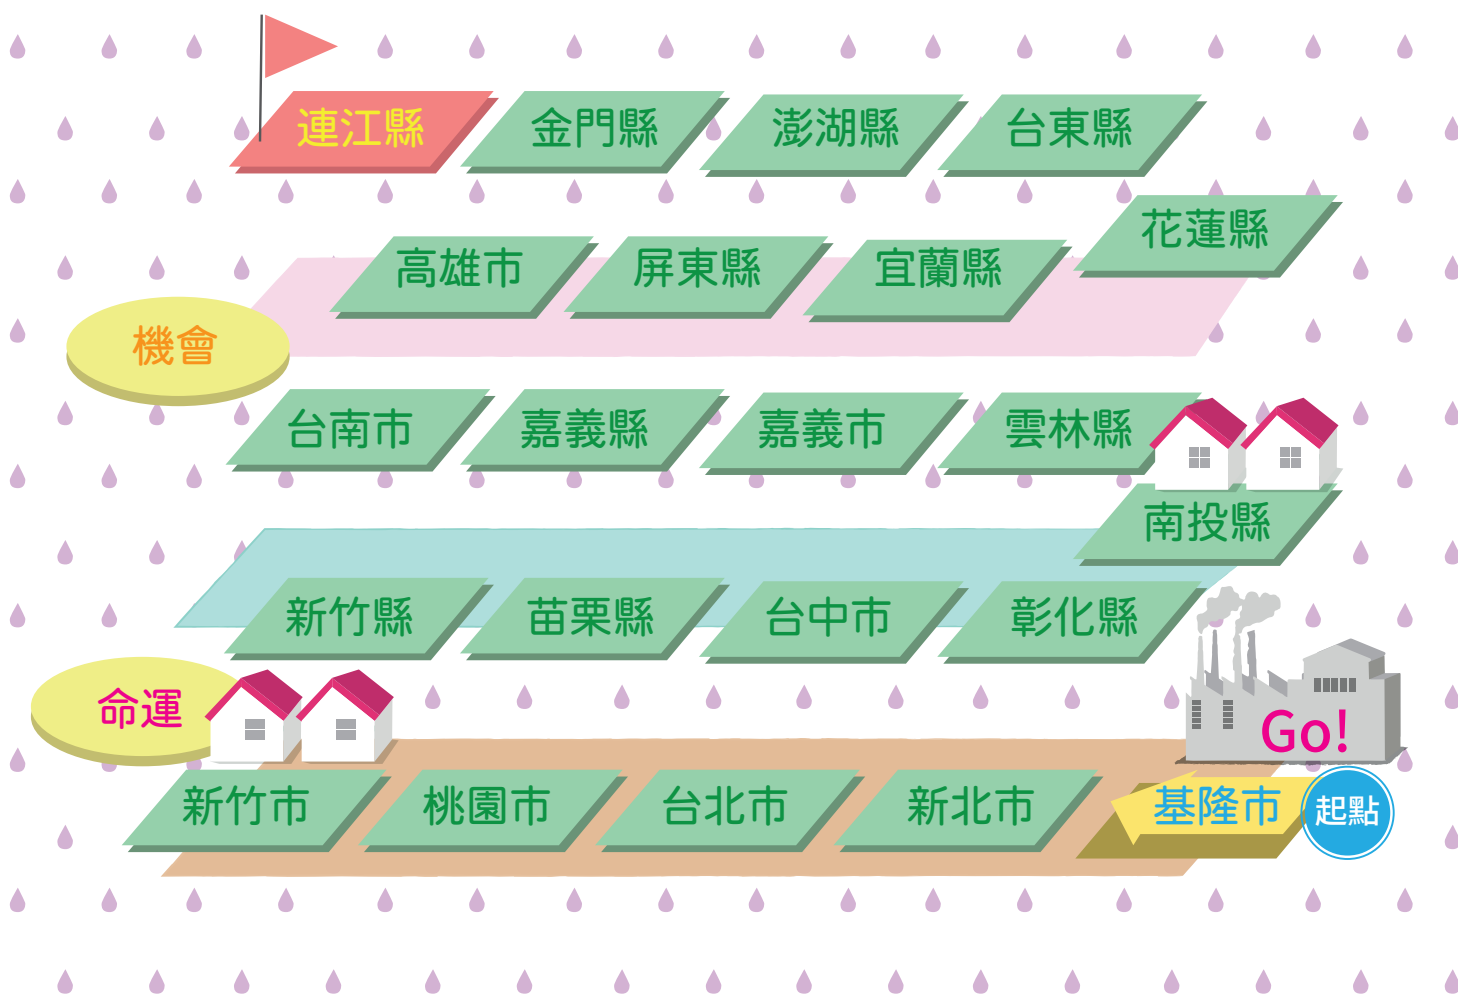 連江縣 金門縣 澎湖縣 台東縣
花蓮縣
高雄市 屏東縣 宜蘭縣
機會
台南市 嘉義縣 嘉義市 雲林縣
南投縣
新竹縣 苗栗縣 台中市 彰化縣
命運
Go!
新竹市 桃園市 台北市 新北市 基隆市 起點